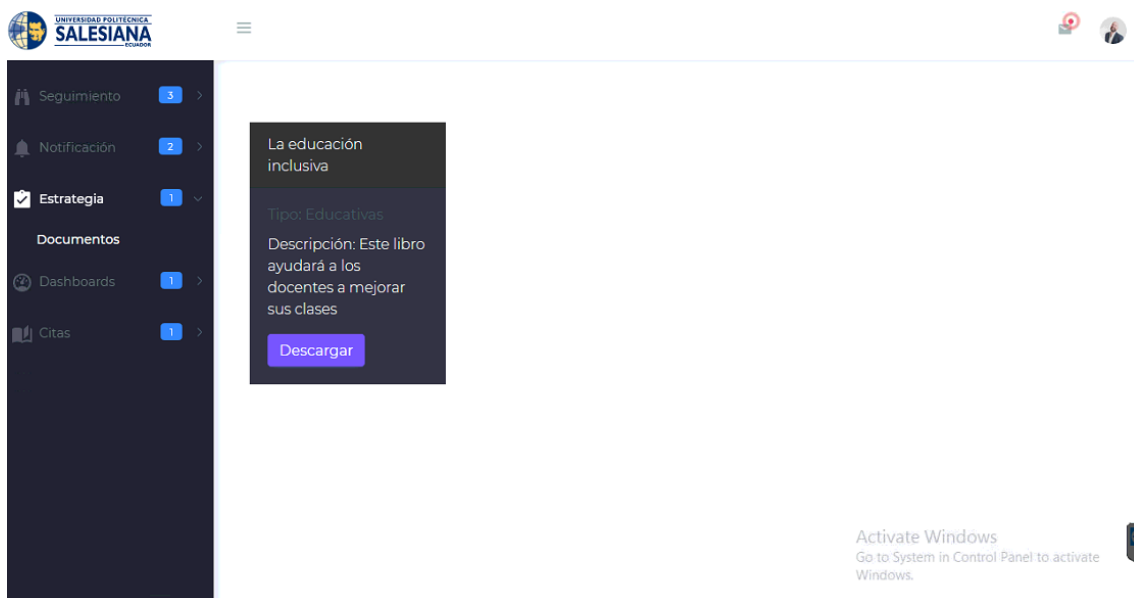 UNIVERSIDAD POLITÉCNICA
SALESIANA
ECUADOR
Seguimiento 3
Notificación 2
Estrategia 1
Documentos
Dashboards 1
Citas 1
La educación
inclusiva
Tipo: Educativas
Descripción: Este libro
ayudará a los
docentes a mejorar
sus clases
Descargar
Activate Windows
Go to System in Control Panel to activate
Windows.